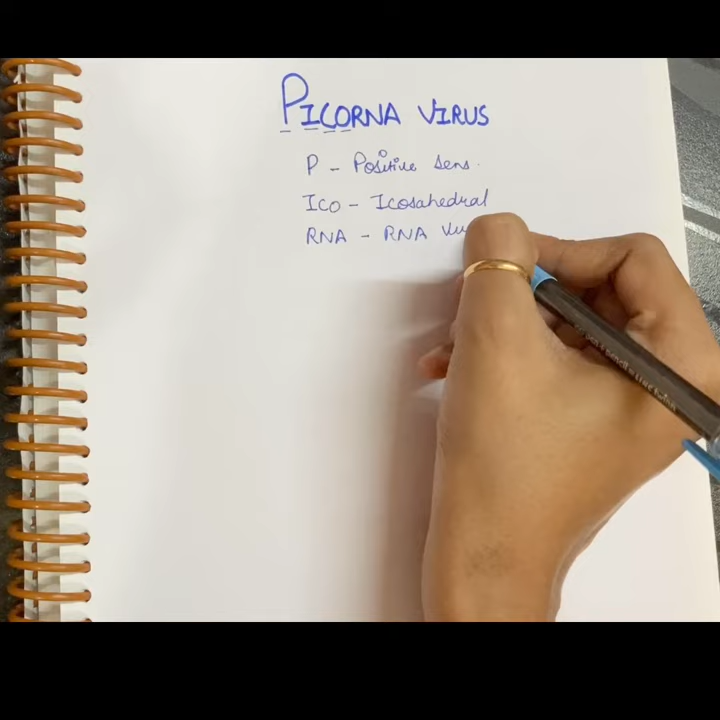 PICORNA VIRUS
P - Positive sens.
ICO - Icosahedral
RNA - RNA